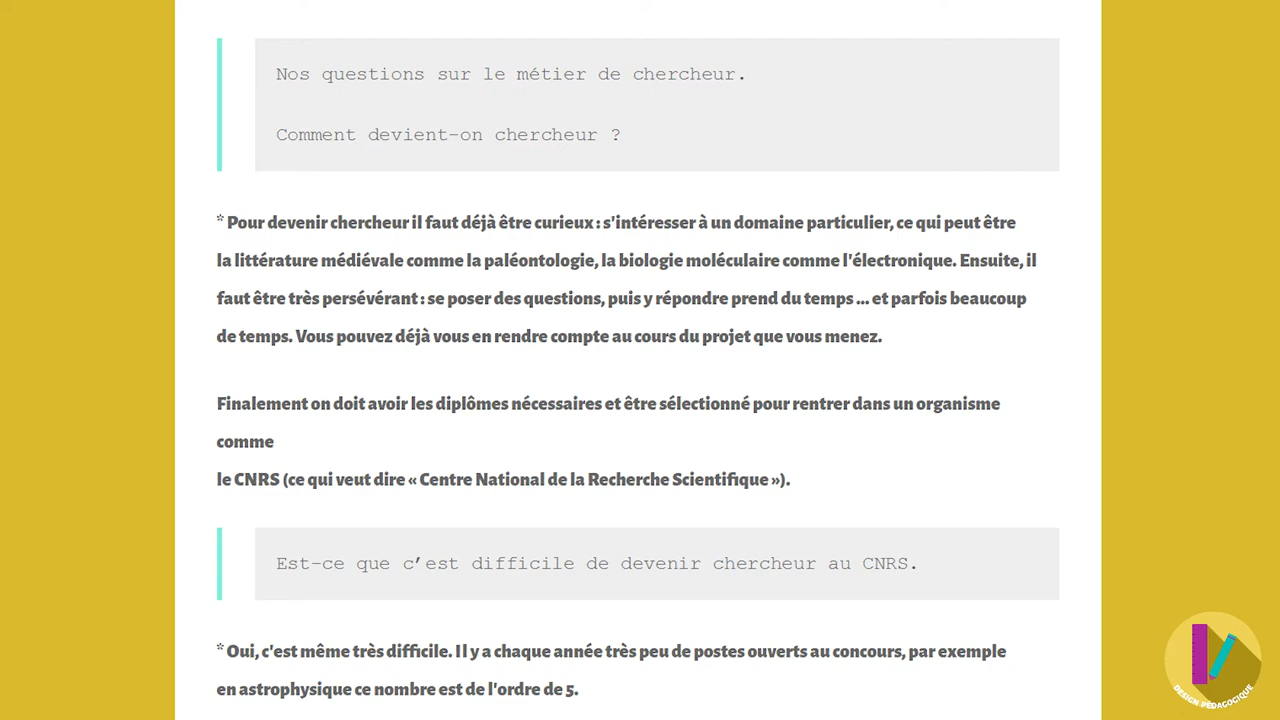 Nos questions sur le métier de chercheur.
Comment devient-on chercheur ?
* Pour devenir chercheur il faut déjà être curieux : s'intéresser à un domaine particulier, ce qui peut être
la littérature médiévale comme la paléontologie, la biologie moléculaire comme l'électronique. Ensuite, il
faut être très persévérant : se poser des questions, puis y répondre prend du temps ... et parfois beaucoup
de temps. Vous pouvez déjà vous en rendre compte au cours du projet que vous menez.
Finalement on doit avoir les diplômes nécessaires et être sélectionné pour rentrer dans un organisme
comme
le CNRS (ce qui veut dire « Centre National de la Recherche Scientifique »).
Est-ce que c’est difficile de devenir chercheur au CNRS.
* Oui, c'est même très difficile. Il y a chaque année très peu de postes ouverts au concours, par exemple
en astrophysique ce nombre est de l'ordre de 5.
DESIGN PÉDAGOGIQUE